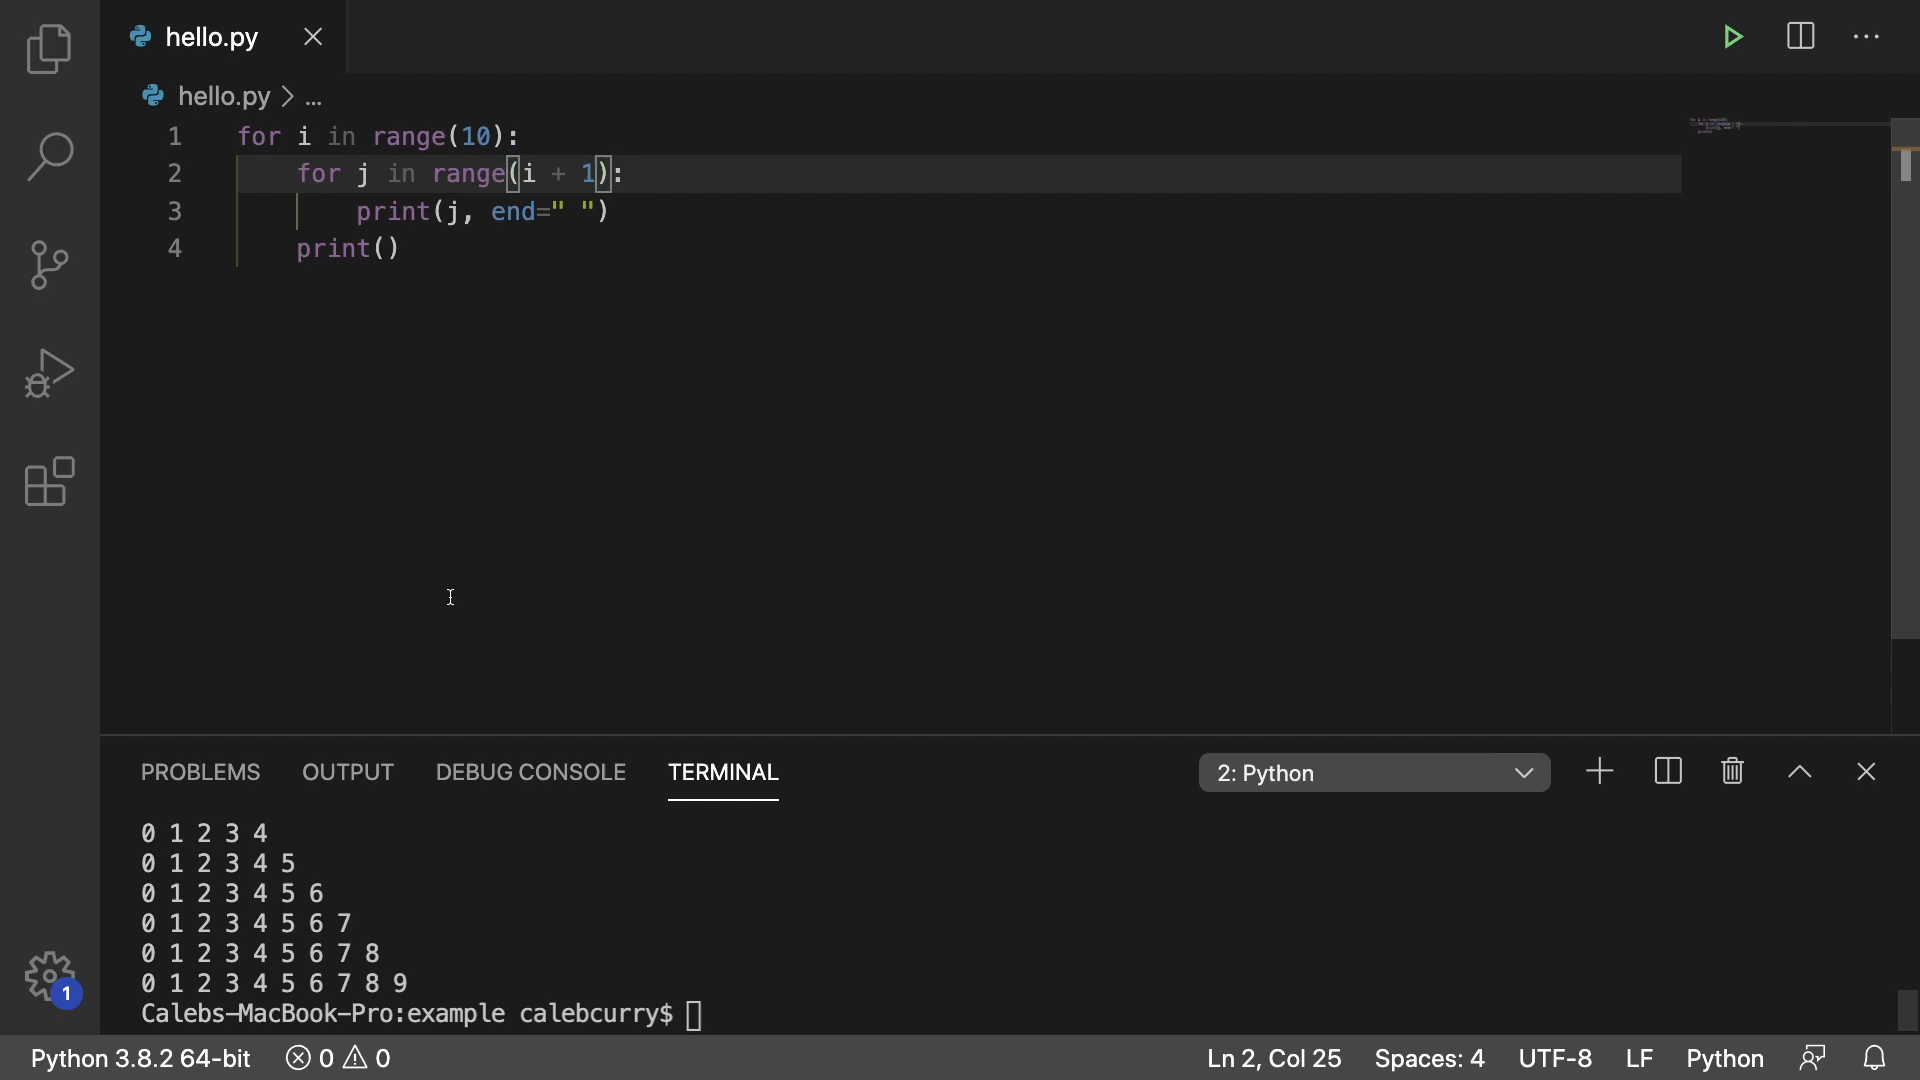 hello.py
hello.py > ...
1 for i in range(10):
2     for j in range(i + 1):
3         print(j, end=" ")
4     print()
PROBLEMS OUTPUT DEBUG CONSOLE TERMINAL 2: Python
0 1 2 3 4
0 1 2 3 4 5
0 1 2 3 4 5 6
0 1 2 3 4 5 6 7
0 1 2 3 4 5 6 7 8
0 1 2 3 4 5 6 7 8 9
Calebs-MacBook-Pro:example calebcurry$
1
Python 3.8.2 64-bit 0 0 Ln 2, Col 25 Spaces: 4 UTF-8 LF Python